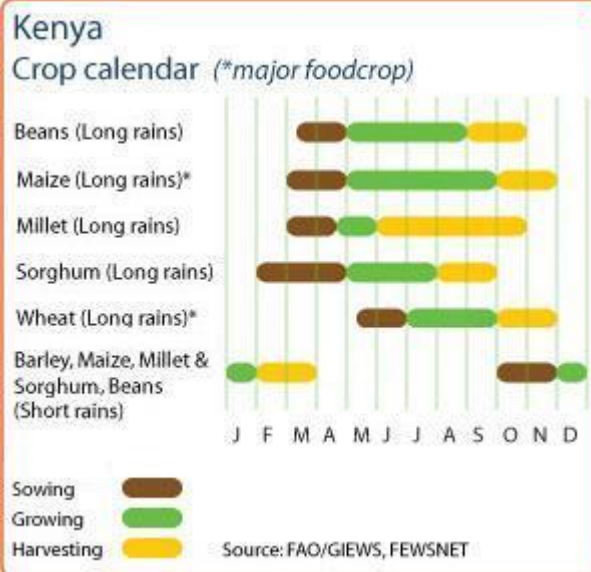 Kenya
Crop calendar (*major foodcrop)
Beans (Long rains)
Maize (Long rains)*
Millet (Long rains)
Sorghum (Long rains)
Wheat (Long rains)*
Barley, Maize, Millet &
Sorghum, Beans
(Short rains)
J F M A M J J A S O N D
Sowing
Growing
Harvesting
Source: FAO/GIEWS, FEWSNET